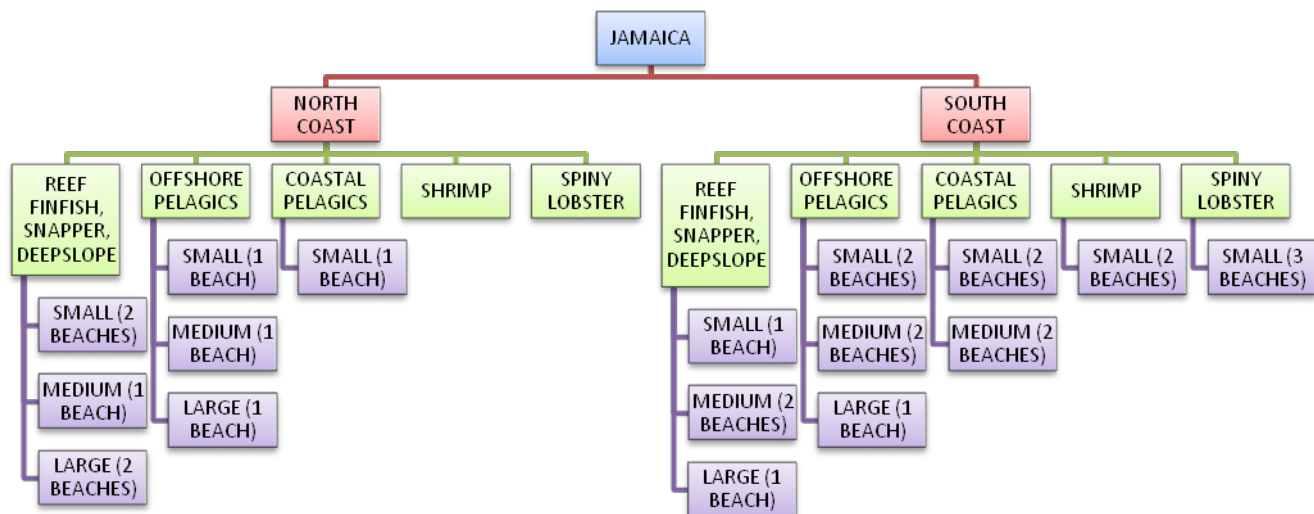 JAMAICA
NORTH
COAST
REEF
FINFISH,
SNAPPER,
DEEPSLOPE
SMALL (2
BEACHES)
MEDIUM (1
BEACH)
LARGE (2
BEACHES)
OFFSHORE
PELAGICS
SMALL (1
BEACH)
MEDIUM (1
BEACH)
LARGE (1
BEACH)
COASTAL
PELAGICS
SMALL (1
BEACH)
SHRIMP
SPINY
LOBSTER
SOUTH
COAST
REEF
FINFISH,
SNAPPER,
DEEPSLOPE
SMALL (1
BEACH)
MEDIUM (2
BEACHES)
LARGE (1
BEACH)
OFFSHORE
PELAGICS
SMALL (2
BEACHES)
MEDIUM (2
BEACHES)
LARGE (1
BEACH)
COASTAL
PELAGICS
SMALL (2
BEACHES)
MEDIUM (2
BEACHES)
SHRIMP
SMALL (2
BEACHES)
SPINY
LOBSTER
SMALL (3
BEACHES)